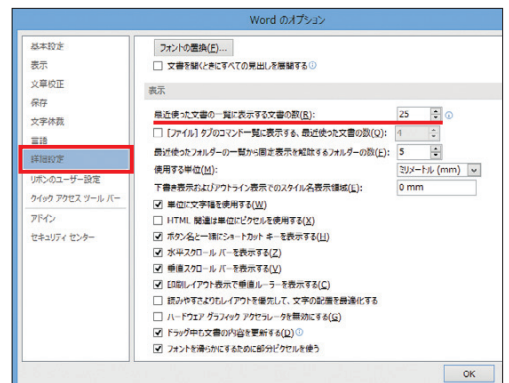 Word のオプション
基本設定
表示
文章校正
保存
文字体裁
言語
詳細設定
リボンのユーザー設定
クイック アクセス ツール バー
アドイン
セキュリティ センター
フォントの置換(F)...
文書を開くときにすべての見出しを展開する
表示
最近使った文書の一覧に表示する文書の数(R): 25
[ファイル] タブのコマンド一覧に表示する、最近使った文書の数(Q): 4
最近使ったフォルダーの一覧から固定表示を解除するフォルダーの数(F): 5
使用する単位(M): ミリメートル (mm)
下書き表示およびアウトライン表示でのスタイル名表示領域(E): 0 mm
単位に文字幅を使用する(W)
HTML 関連は単位にピクセルを使用する(X)
ボタン名と一緒にショートカット キーを表示する(H)
水平スクロール バーを表示する(Z)
垂直スクロール バーを表示する(V)
印刷レイアウト表示で垂直ルーラーを表示する(C)
読みやすさよりもレイアウトを優先して、文字の配置を最適化する
ハードウェア グラフィック アクセラレータを無効にする(G)
ドラッグ中も文書の内容を更新する(D)
フォントを滑らかにするために部分ピクセルを使う
OK